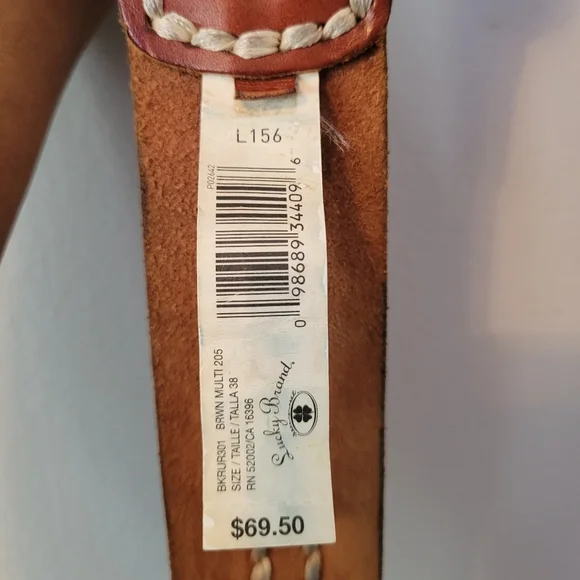 L156
P02642
0 98689 34409 6
BKRUR301 BRWN MULTI 205
SIZE / TAILLE / TALLA 38
RN 52002/CA 16396
Lucky Brand
$69.50